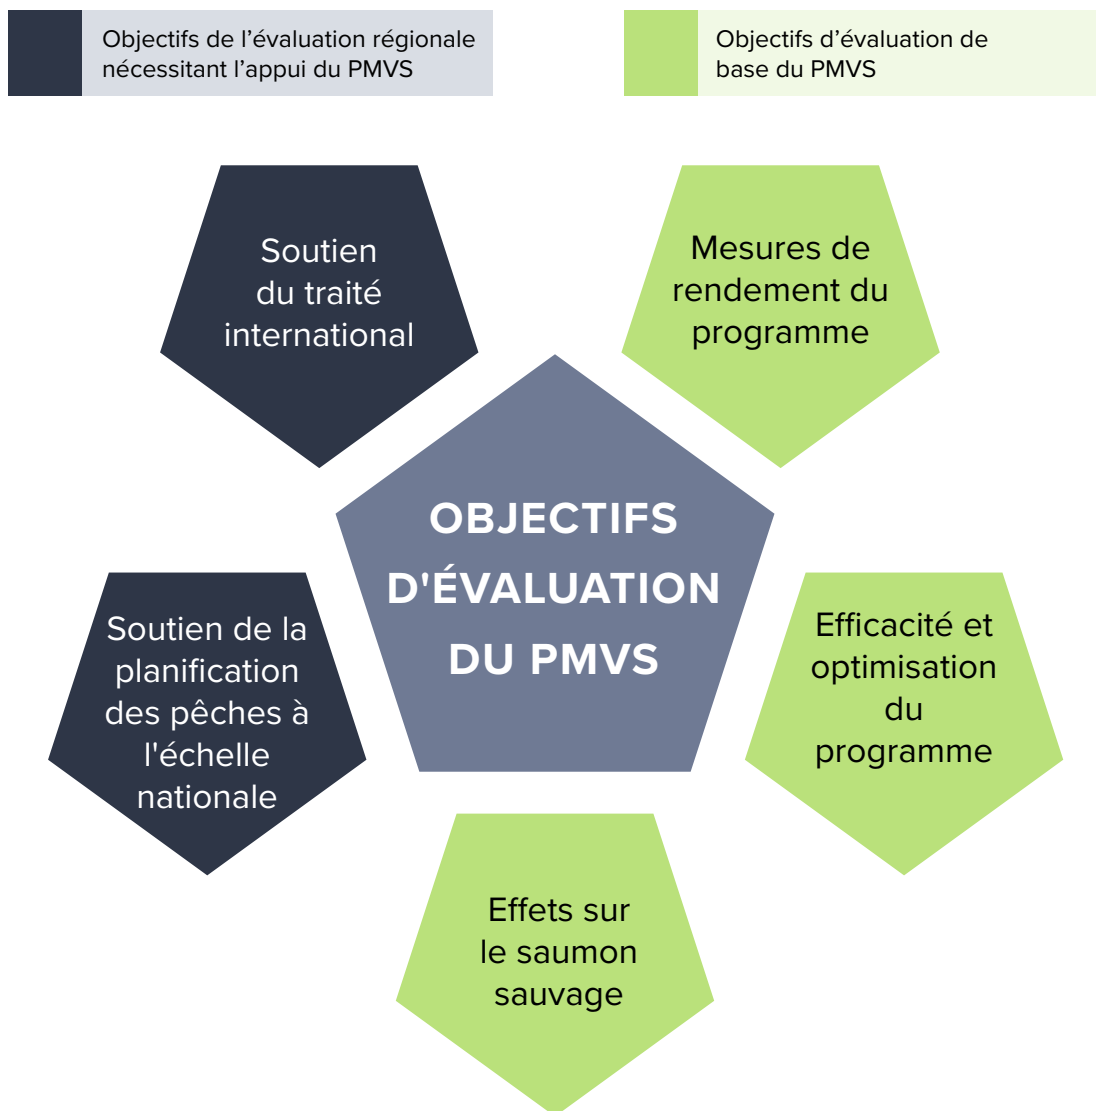 Objectifs de l’évaluation régionale
nécessitant l’appui du PMVS
Objectifs d’évaluation de
base du PMVS
Soutien
du traité
international
Mesures de
rendement du
programme
OBJECTIFS
D'ÉVALUATION
DU PMVS
Soutien de la
planification
des pêches à
l'échelle
nationale
Efficacité et
optimisation
du
programme
Effets sur
le saumon
sauvage